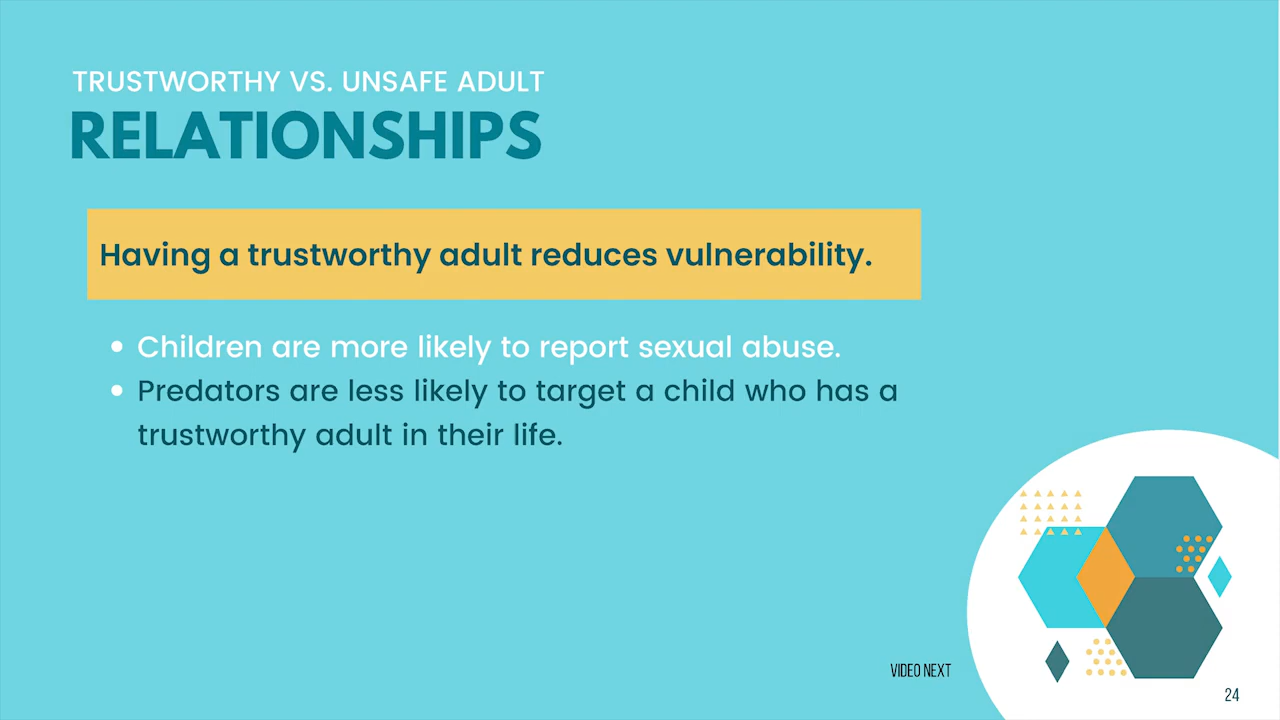 TRUSTWORTHY VS. UNSAFE ADULT
RELATIONSHIPS
Having a trustworthy adult reduces vulnerability.
• Children are more likely to report sexual abuse.
• Predators are less likely to target a child who has a
trustworthy adult in their life.
VIDEO NEXT
24